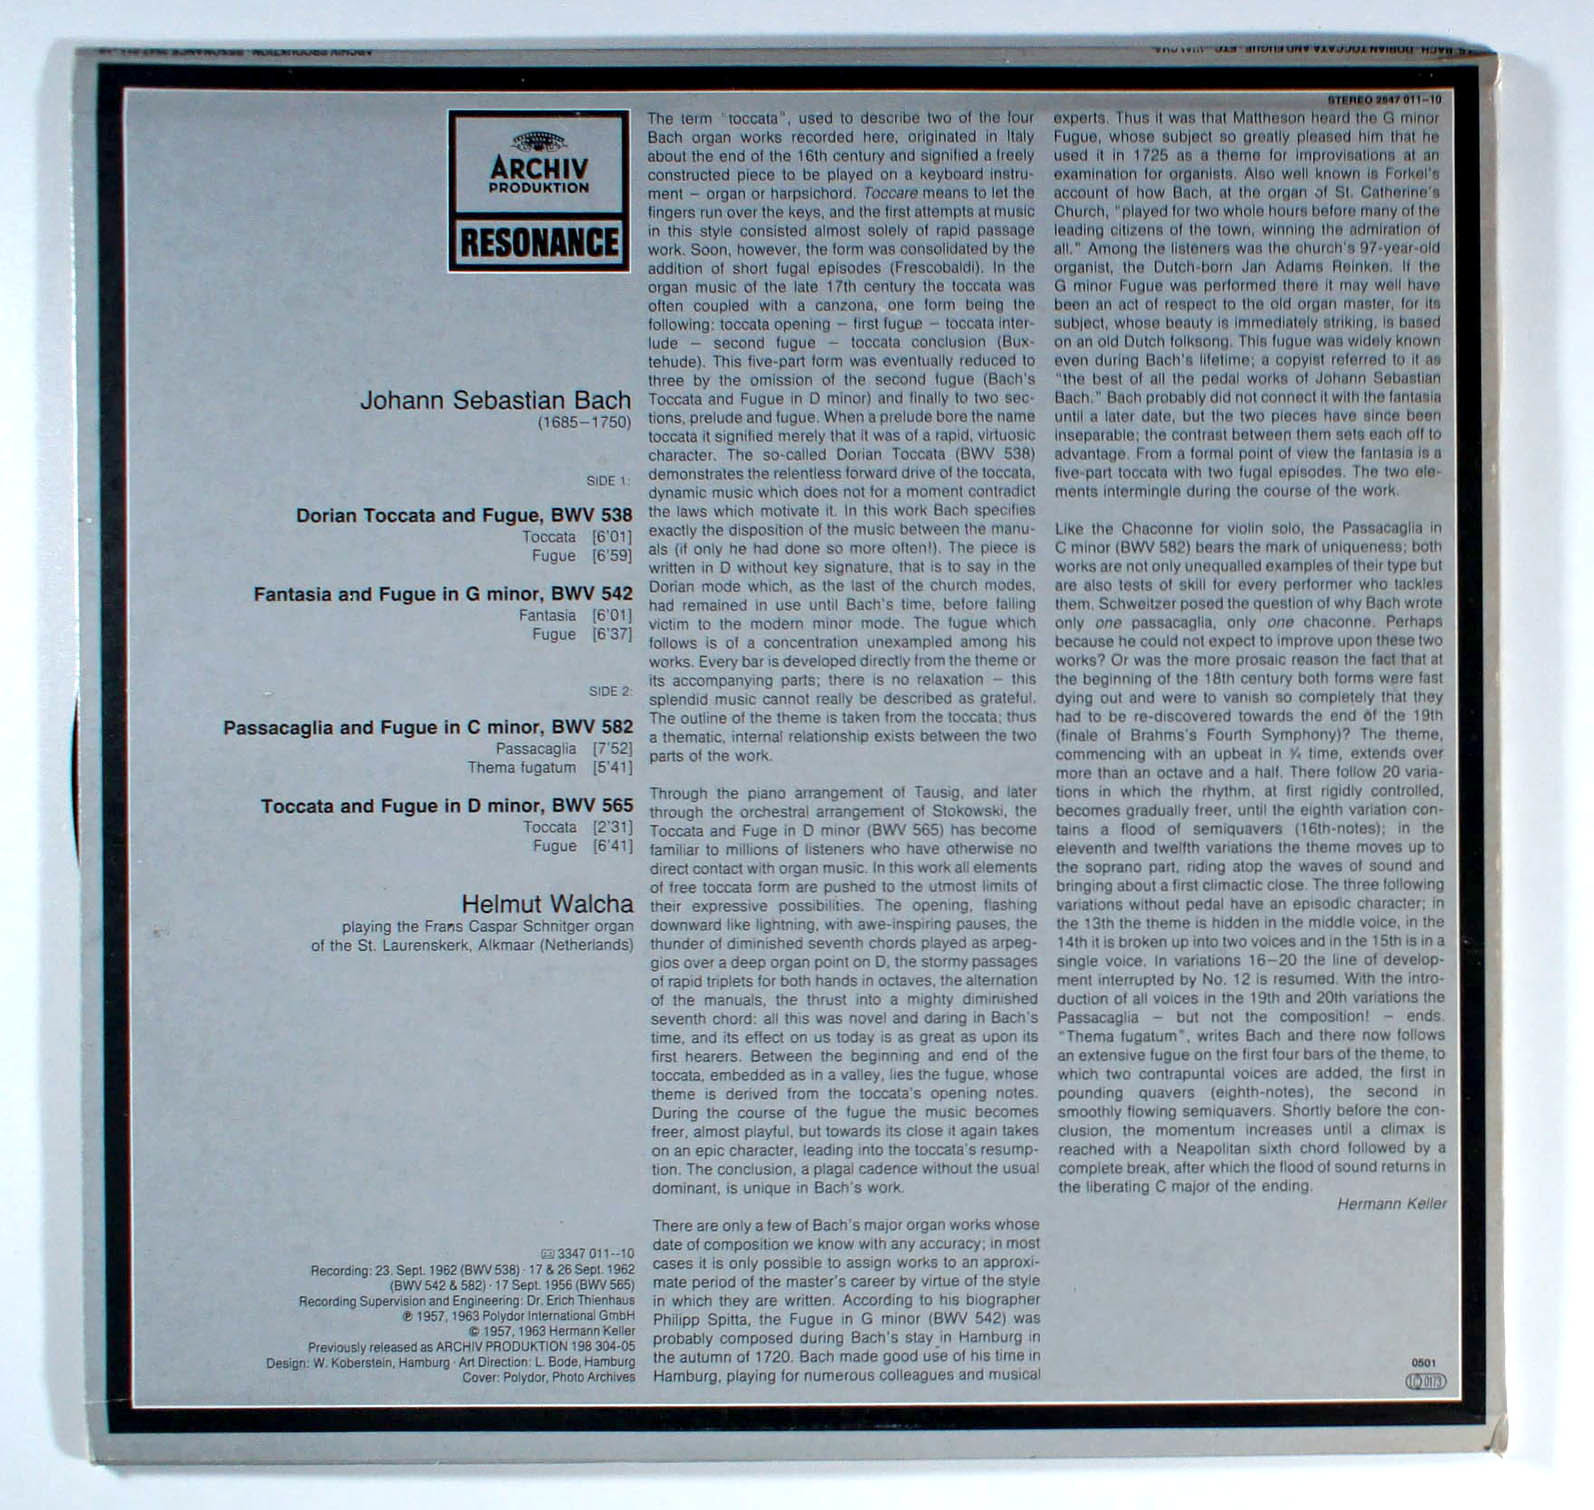 STEREO 2547 011-10
ARCHIV
PRODUKTION
RESONANCE
Johann Sebastian Bach
(1685–1750)
SIDE 1:
Dorian Toccata and Fugue, BWV 538
Toccata [6'01]
Fugue [6'59]
Fantasia and Fugue in G minor, BWV 542
Fantasia [6'01]
Fugue [6'37]
SIDE 2:
Passacaglia and Fugue in C minor, BWV 582
Passacaglia [7'52]
Thema fugatum [5'41]
Toccata and Fugue in D minor, BWV 565
Toccata [2'31]
Fugue [6'41]
Helmut Walcha
playing the Frans Caspar Schnitger organ
of the St. Laurenskerk, Alkmaar (Netherlands)
3347 011--10
Recording: 23. Sept. 1962 (BWV 538) · 17 & 26 Sept. 1962
(BWV 542 & 582) · 17 Sept. 1956 (BWV 565)
Recording Supervision and Engineering: Dr. Erich Thienhaus
℗ 1957, 1963 Polydor International GmbH
© 1957, 1963 Hermann Keller
Previously released as ARCHIV PRODUKTION 198 304-05
Design: W. Koberstein, Hamburg · Art Direction: L. Bode, Hamburg
Cover: Polydor, Photo Archives
The term "toccata", used to describe two of the four
Bach organ works recorded here, originated in Italy
about the end of the 16th century and signified a freely
constructed piece to be played on a keyboard instru-
ment – organ or harpsichord. Toccare means to let the
fingers run over the keys, and the first attempts at music
in this style consisted almost solely of rapid passage
work. Soon, however, the form was consolidated by the
addition of short fugal episodes (Frescobaldi). In the
organ music of the late 17th century the toccata was
often coupled with a canzona, one form being the
following: toccata opening – first fugue – toccata inter-
lude – second fugue – toccata conclusion (Bux-
tehude). This five-part form was eventually reduced to
three by the omission of the second fugue (Bach's
Toccata and Fugue in D minor) and finally to two sec-
tions, prelude and fugue. When a prelude bore the name
toccata it signified merely that it was of a rapid, virtuosic
character. The so-called Dorian Toccata (BWV 538)
demonstrates the relentless forward drive of the toccata,
dynamic music which does not for a moment contradict
the laws which motivate it. In this work Bach specifies
exactly the disposition of the music between the manu-
als (if only he had done so more often!). The piece is
written in D without key signature, that is to say in the
Dorian mode which, as the last of the church modes,
had remained in use until Bach's time, before falling
victim to the modern minor mode. The fugue which
follows is of a concentration unexampled among his
works. Every bar is developed directly from the theme or
its accompanying parts; there is no relaxation – this
splendid music cannot really be described as grateful.
The outline of the theme is taken from the toccata; thus
a thematic, internal relationship exists between the two
parts of the work.
Through the piano arrangement of Tausig, and later
through the orchestral arrangement of Stokowski, the
Toccata and Fuge in D minor (BWV 565) has become
familiar to millions of listeners who have otherwise no
direct contact with organ music. In this work all elements
of free toccata form are pushed to the utmost limits of
their expressive possibilities. The opening, flashing
downward like lightning, with awe-inspiring pauses, the
thunder of diminished seventh chords played as arpeg-
gios over a deep organ point on D, the stormy passages
of rapid triplets for both hands in octaves, the alternation
of the manuals, the thrust into a mighty diminished
seventh chord: all this was novel and daring in Bach's
time, and its effect on us today is as great as upon its
first hearers. Between the beginning and end of the
toccata, embedded as in a valley, lies the fugue, whose
theme is derived from the toccata's opening notes.
During the course of the fugue the music becomes
freer, almost playful, but towards its close it again takes
on an epic character, leading into the toccata's resump-
tion. The conclusion, a plagal cadence without the usual
dominant, is unique in Bach's work.
There are only a few of Bach's major organ works whose
date of composition we know with any accuracy; in most
cases it is only possible to assign works to an approxi-
mate period of the master's career by virtue of the style
in which they are written. According to his biographer
Philipp Spitta, the Fugue in G minor (BWV 542) was
probably composed during Bach's stay in Hamburg in
the autumn of 1720. Bach made good use of his time in
Hamburg, playing for numerous colleagues and musical
experts. Thus it was that Mattheson heard the G minor
Fugue, whose subject so greatly pleased him that he
used it in 1725 as a theme for improvisations at an
examination for organists. Also well known is Forkel's
account of how Bach, at the organ of St. Catherine's
Church, "played for two whole hours before many of the
leading citizens of the town, winning the admiration of
all." Among the listeners was the church's 97-year-old
organist, the Dutch-born Jan Adams Reinken. If the
G minor Fugue was performed there it may well have
been an act of respect to the old organ master, for its
subject, whose beauty is immediately striking, is based
on an old Dutch folksong. This fugue was widely known
even during Bach's lifetime; a copyist referred to it as
"the best of all the pedal works of Johann Sebastian
Bach." Bach probably did not connect it with the fantasia
until a later date, but the two pieces have since been
inseparable; the contrast between them sets each off to
advantage. From a formal point of view the fantasia is a
five-part toccata with two fugal episodes. The two ele-
ments intermingle during the course of the work.
Like the Chaconne for violin solo, the Passacaglia in
C minor (BWV 582) bears the mark of uniqueness; both
works are not only unequalled examples of their type but
are also tests of skill for every performer who tackles
them. Schweitzer posed the question of why Bach wrote
only one passacaglia, only one chaconne. Perhaps
because he could not expect to improve upon these two
works? Or was the more prosaic reason the fact that at
the beginning of the 18th century both forms were fast
dying out and were to vanish so completely that they
had to be re-discovered towards the end of the 19th
(finale of Brahms's Fourth Symphony)? The theme,
commencing with an upbeat in ¾ time, extends over
more than an octave and a half. There follow 20 varia-
tions in which the rhythm, at first rigidly controlled,
becomes gradually freer, until the eighth variation con-
tains a flood of semiquavers (16th-notes); in the
eleventh and twelfth variations the theme moves up to
the soprano part, riding atop the waves of sound and
bringing about a first climactic close. The three following
variations without pedal have an episodic character; in
the 13th the theme is hidden in the middle voice, in the
14th it is broken up into two voices and in the 15th is in a
single voice. In variations 16–20 the line of develop-
ment interrupted by No. 12 is resumed. With the intro-
duction of all voices in the 19th and 20th variations the
Passacaglia – but not the composition! – ends.
"Thema fugatum", writes Bach and there now follows
an extensive fugue on the first four bars of the theme, to
which two contrapuntal voices are added, the first in
pounding quavers (eighth-notes), the second in
smoothly flowing semiquavers. Shortly before the con-
clusion, the momentum increases until a climax is
reached with a Neapolitan sixth chord followed by a
complete break, after which the flood of sound returns in
the liberating C major of the ending.
Hermann Keller
0501